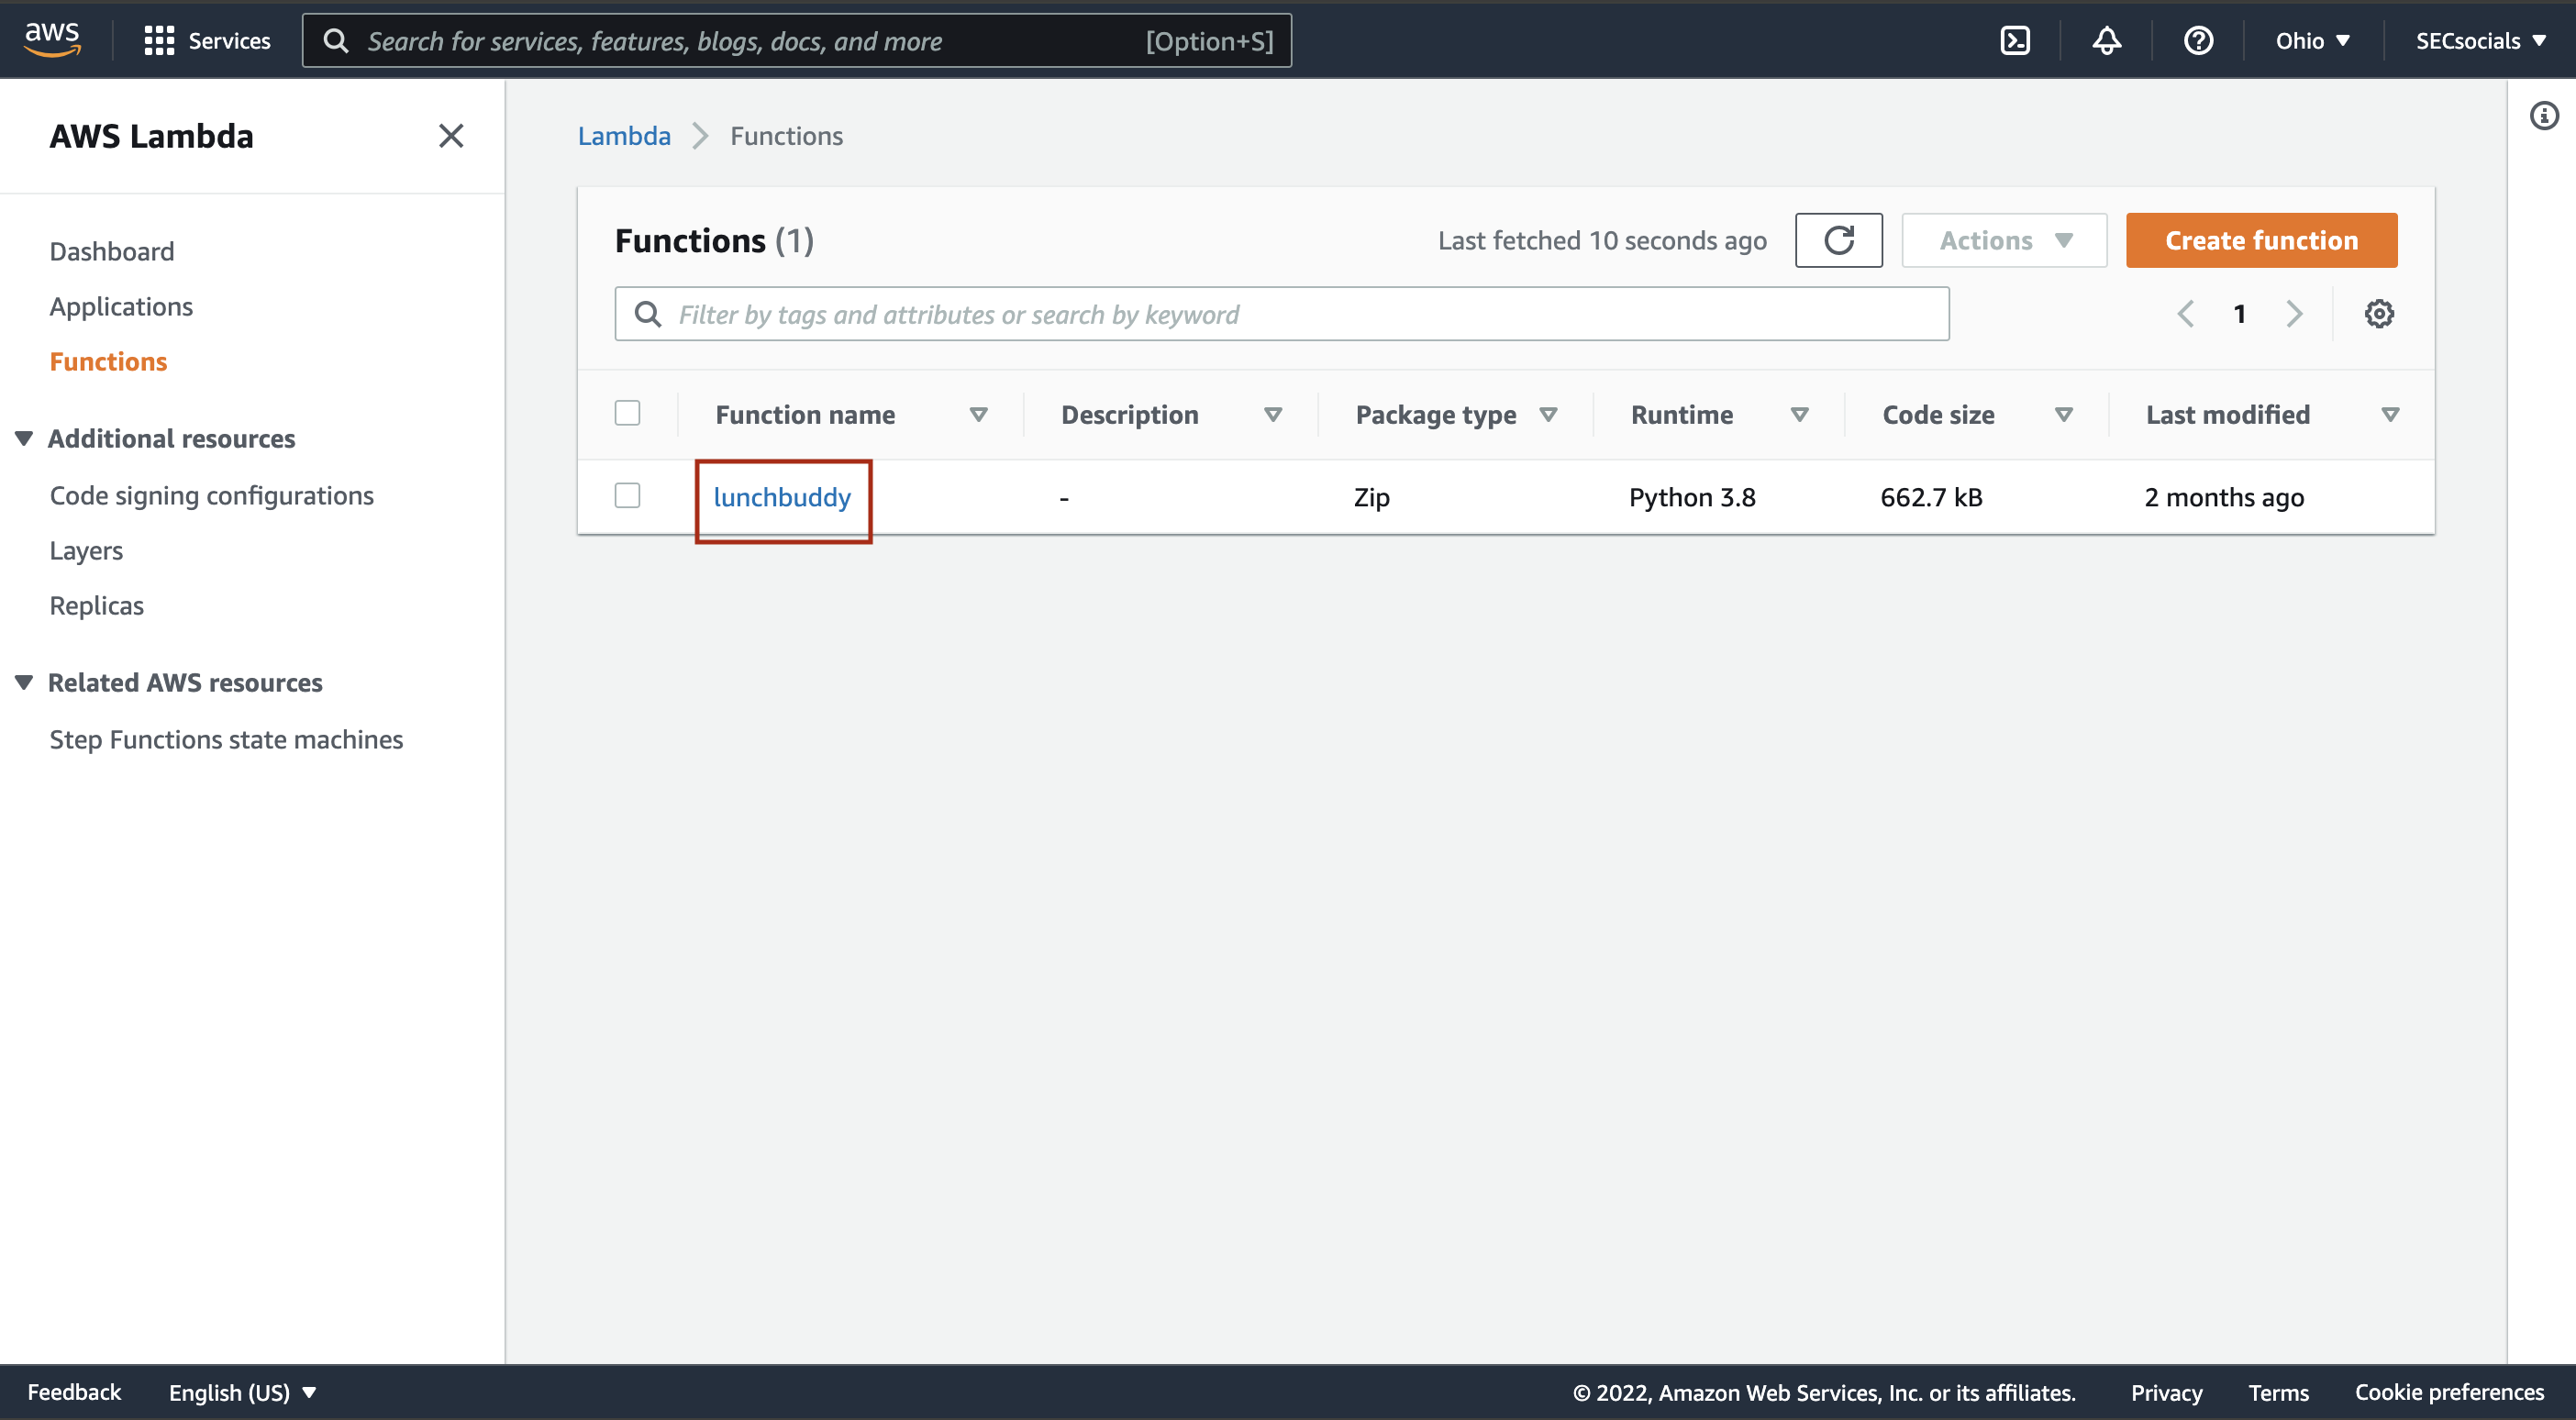 aws Services Search for services, features, blogs, docs, and more [Option+S] Ohio SECsocials
AWS Lambda
Dashboard
Applications
Functions
Additional resources
Code signing configurations
Layers
Replicas
Related AWS resources
Step Functions state machines
Lambda Functions
Functions (1) Last fetched 10 seconds ago Actions Create function
Filter by tags and attributes or search by keyword 1
Function name Description Package type Runtime Code size Last modified
lunchbuddy - Zip Python 3.8 662.7 kB 2 months ago
Feedback English (US) © 2022, Amazon Web Services, Inc. or its affiliates. Privacy Terms Cookie preferences